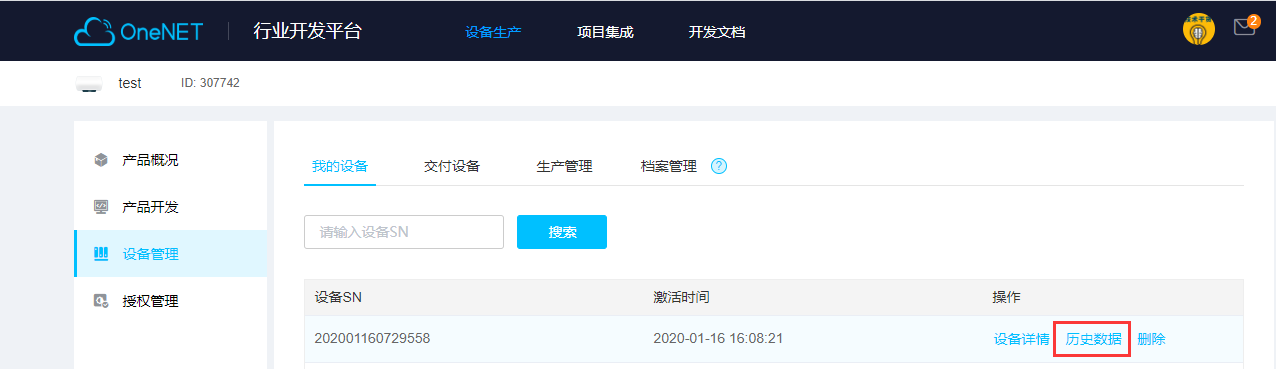 OneNET 行业开发平台 设备生产 项目集成 开发文档 2
test ID: 307742
产品概况
产品开发
设备管理
授权管理
我的设备 交付设备 生产管理 档案管理 ?
请输入设备SN 搜索
设备SN 激活时间 操作
202001160729558 2020-01-16 16:08:21 设备详情 历史数据 删除